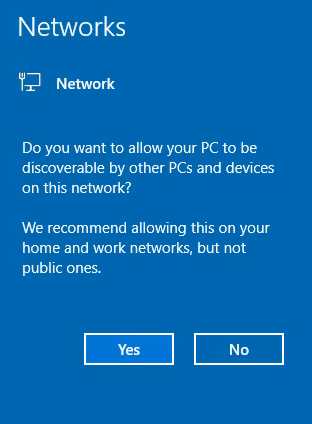 Networks
Network
Do you want to allow your PC to be
discoverable by other PCs and devices
on this network?
We recommend allowing this on your
home and work networks, but not
public ones.
Yes
No